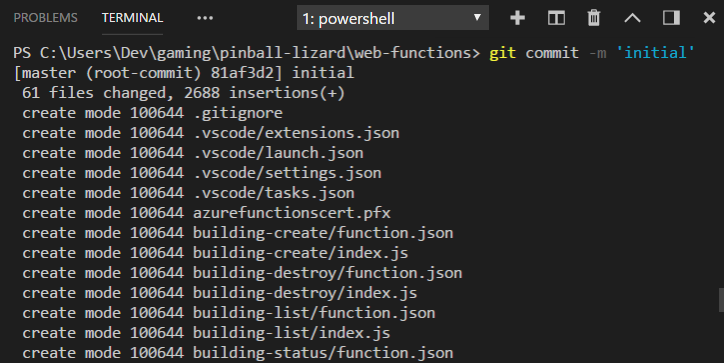 PROBLEMS TERMINAL ... 1: powershell
PS C:\Users\Dev\gaming\pinball-lizard\web-functions> git commit -m 'initial'
[master (root-commit) 81af3d2] initial
61 files changed, 2688 insertions(+)
create mode 100644 .gitignore
create mode 100644 .vscode/extensions.json
create mode 100644 .vscode/launch.json
create mode 100644 .vscode/settings.json
create mode 100644 .vscode/tasks.json
create mode 100644 azurefunctionscert.pfx
create mode 100644 building-create/function.json
create mode 100644 building-create/index.js
create mode 100644 building-destroy/function.json
create mode 100644 building-destroy/index.js
create mode 100644 building-list/function.json
create mode 100644 building-list/index.js
create mode 100644 building-status/function.json